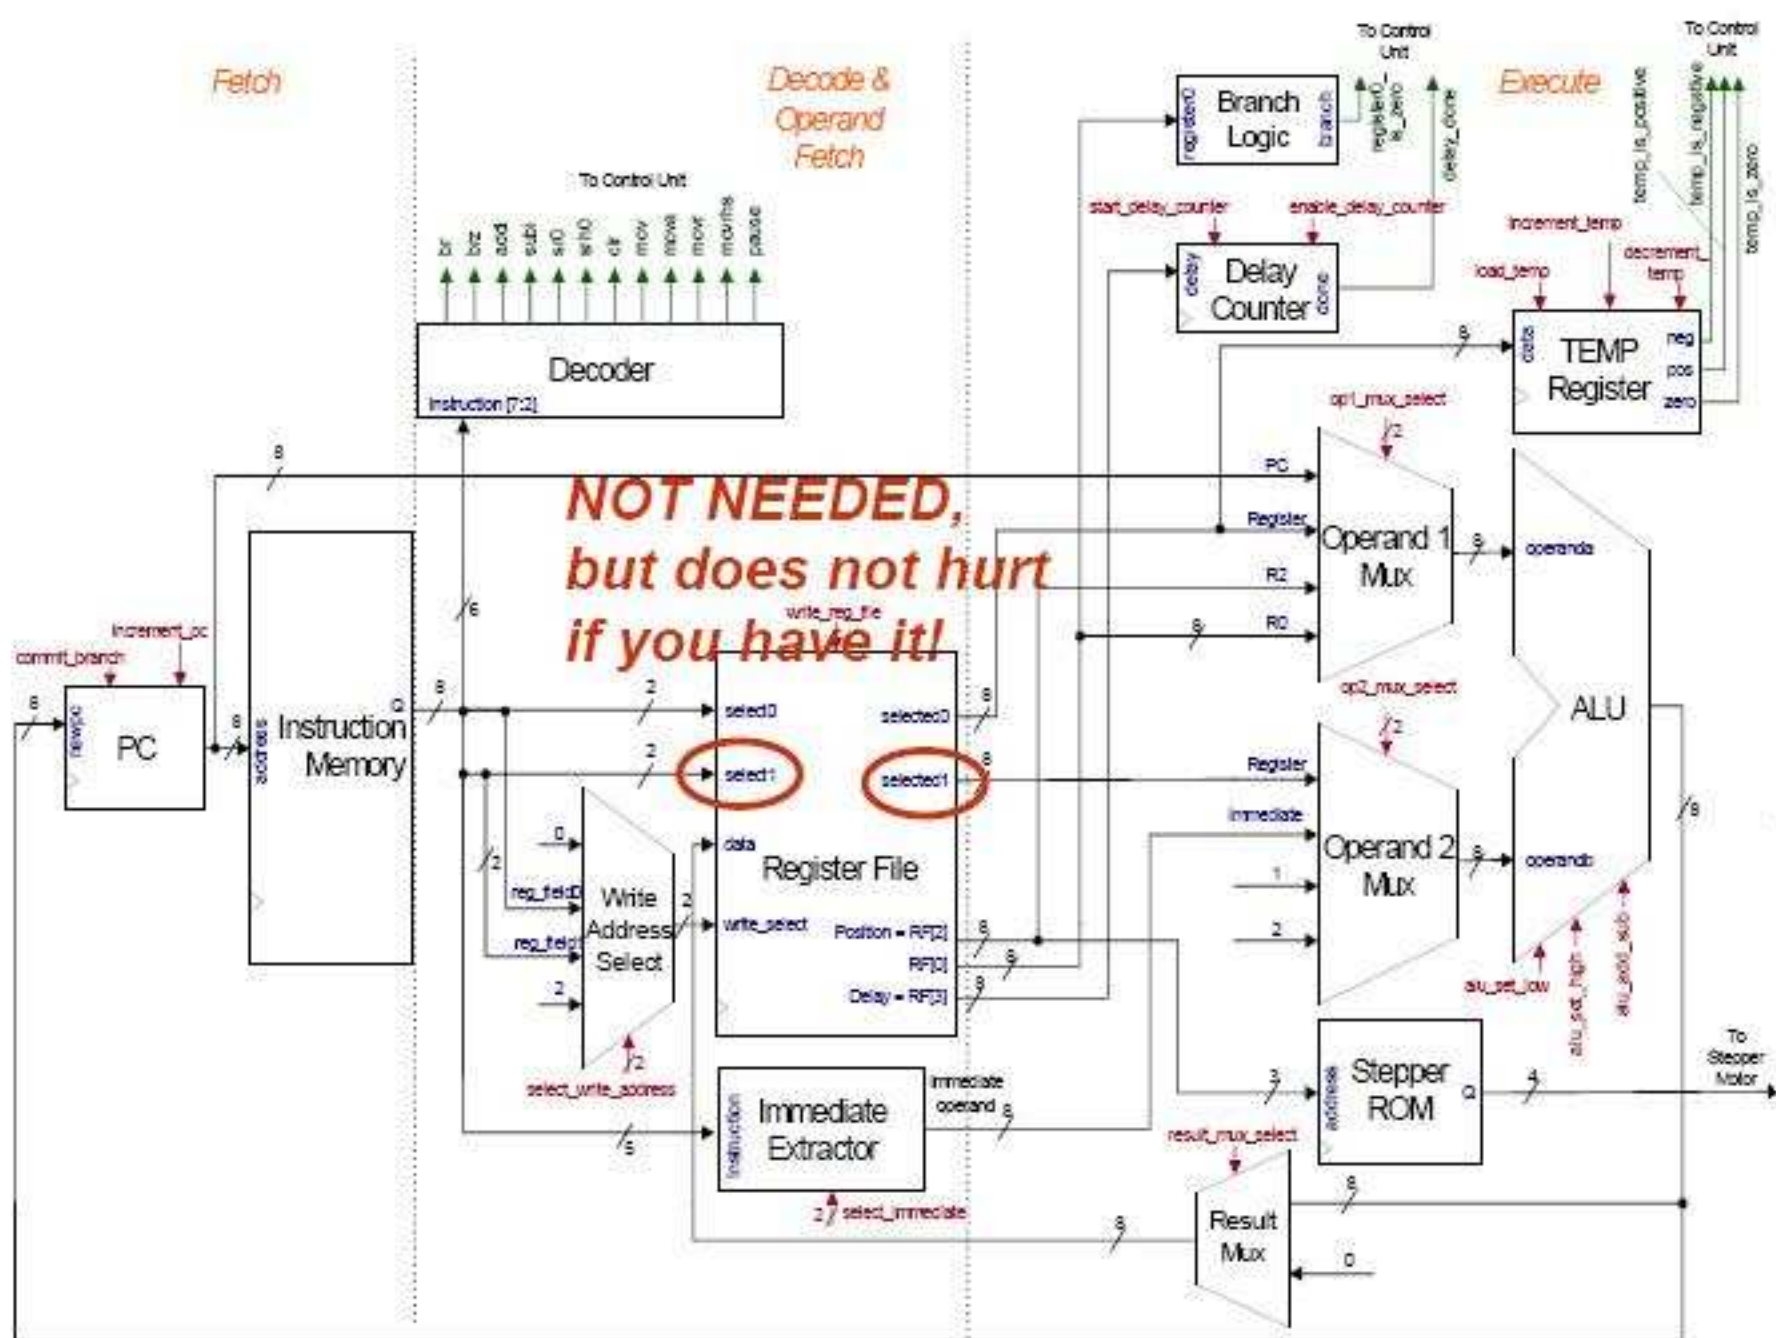 Fetch
Decode &
Operand
Fetch
Execute
To Control
Unit
To Control
Unit
Branch
Logic
register0
branch
register0_
is_zero
delay_done
temp_is_positive
temp_is_negative
temp_is_zero
To Control Unit
br
brz
add
subi
sr0
srh0
clr
mov
mova
movr
movrhs
pause
start_delay_counter
enable_delay_counter
Delay
Counter
delay
done
increment_temp
load_temp
decrement_
temp
TEMP
Register
data
neg
pos
zero
8
Decoder
Instruction [7:2]
op1_mux_select
2
8
PC
Register
R2
R0
8
Operand 1
Mux
8
operanda
NOT NEEDED,
but does not hurt
if you have it!
write_reg_file
6
increment_pc
commit_branch
8
newpc
PC
8
address
Instruction
Memory
Q
8
2
select0
selected0
8
2
select1
selected1
8
op2_mux_select
2
ALU
Register
Immediate
1
2
Operand 2
Mux
8
operandb
8
0
2
reg_field0
reg_field1
2
Write
Address
Select
2
data
write_select
Register File
Position = RF[2]
RF[0]
Delay = RF[3]
8
8
8
2
select_write_address
alu_set_low
alu_set_high
alu_add_sub
Immediate
Extractor
Instruction
Immediate
operand
8
5
2
select_immediate
3
address
Stepper
ROM
Q
4
To
Stepper
Motor
result_mux_select
Result
Mux
8
8
0